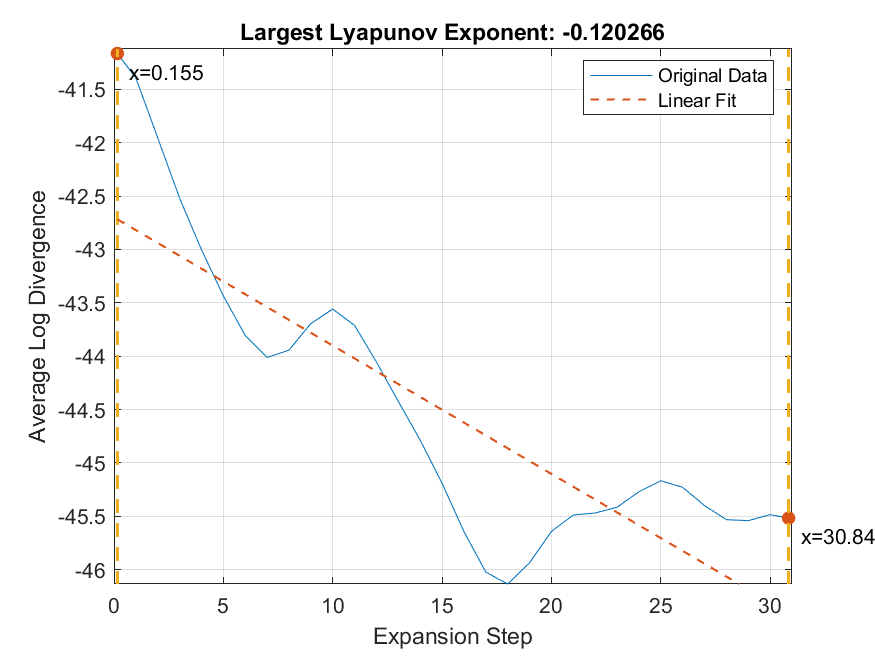 Largest Lyapunov Exponent: -0.120266
x=0.155
Original Data
Linear Fit
-41.5
-42
-42.5
-43
-43.5
-44
-44.5
-45
-45.5
-46
Average Log Divergence
x=30.84
0 5 10 15 20 25 30
Expansion Step